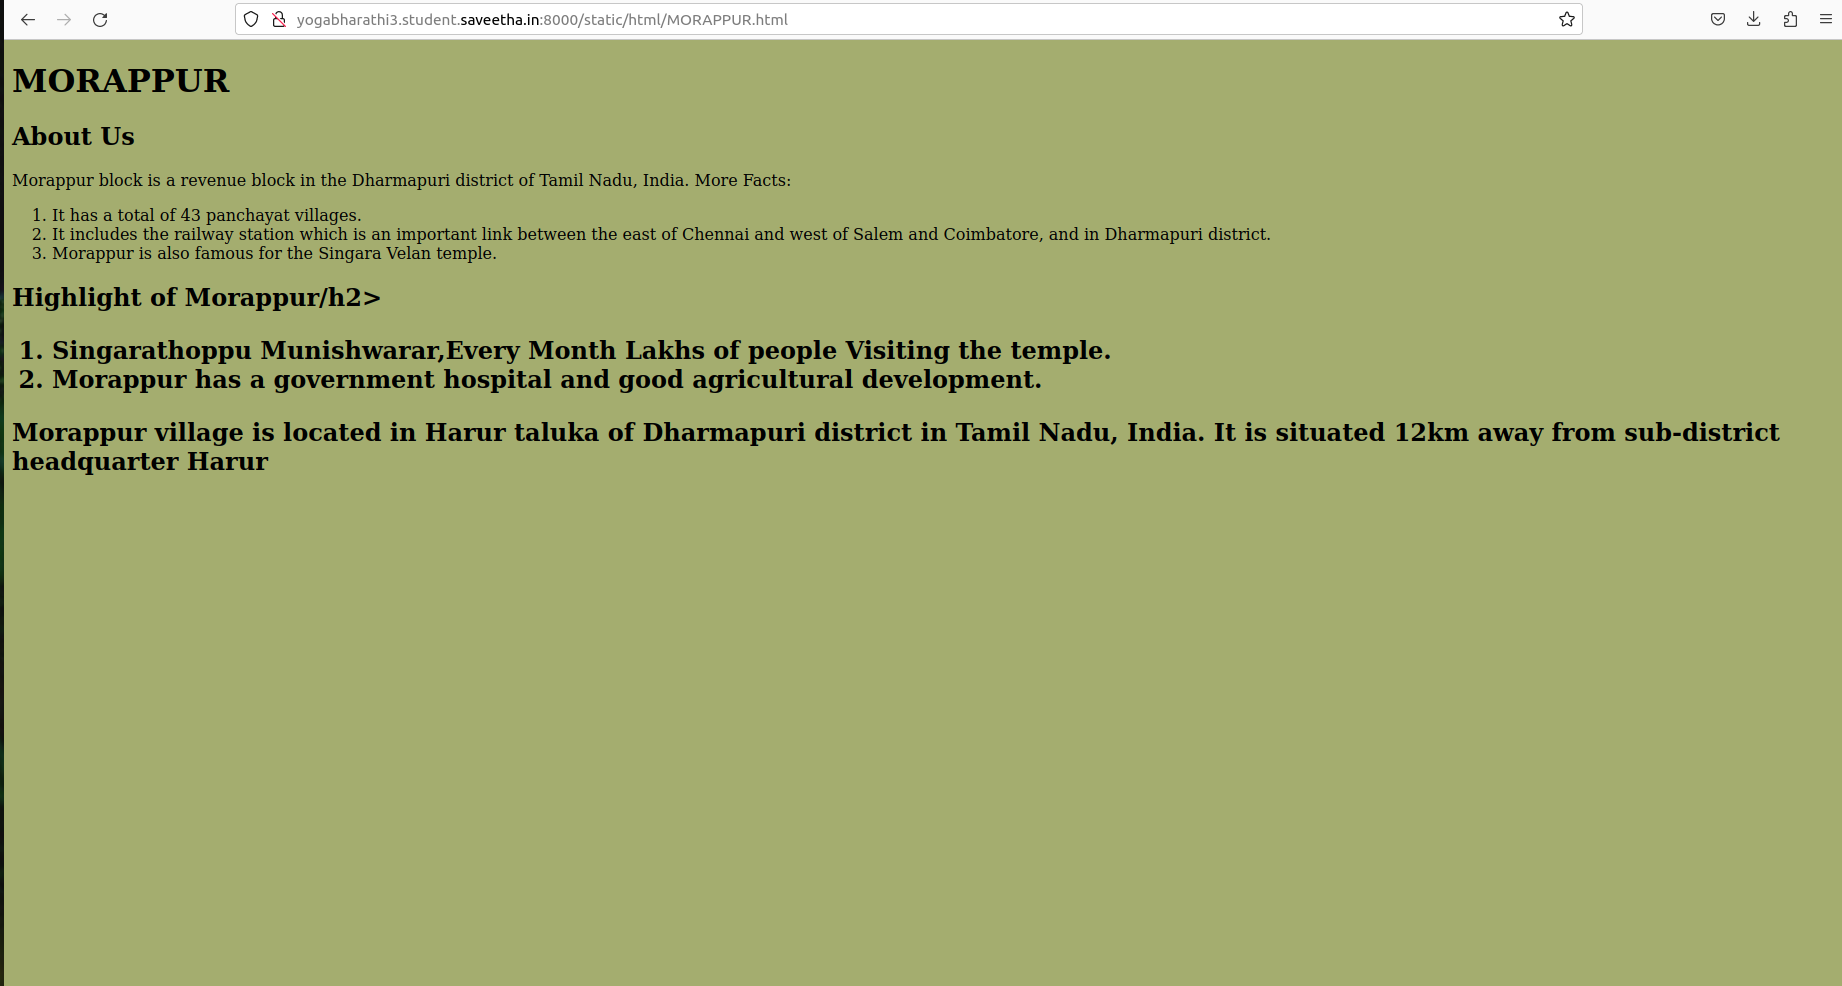 yogabharathi3.student.saveetha.in:8000/static/html/MORAPPUR.html
MORAPPUR
About Us
Morappur block is a revenue block in the Dharmapuri district of Tamil Nadu, India. More Facts:
1. It has a total of 43 panchayat villages.
2. It includes the railway station which is an important link between the east of Chennai and west of Salem and Coimbatore, and in Dharmapuri district.
3. Morappur is also famous for the Singara Velan temple.
Highlight of Morappur/h2>
1. Singarathoppu Munishwarar,Every Month Lakhs of people Visiting the temple.
2. Morappur has a government hospital and good agricultural development.
Morappur village is located in Harur taluka of Dharmapuri district in Tamil Nadu, India. It is situated 12km away from sub-district
headquarter Harur